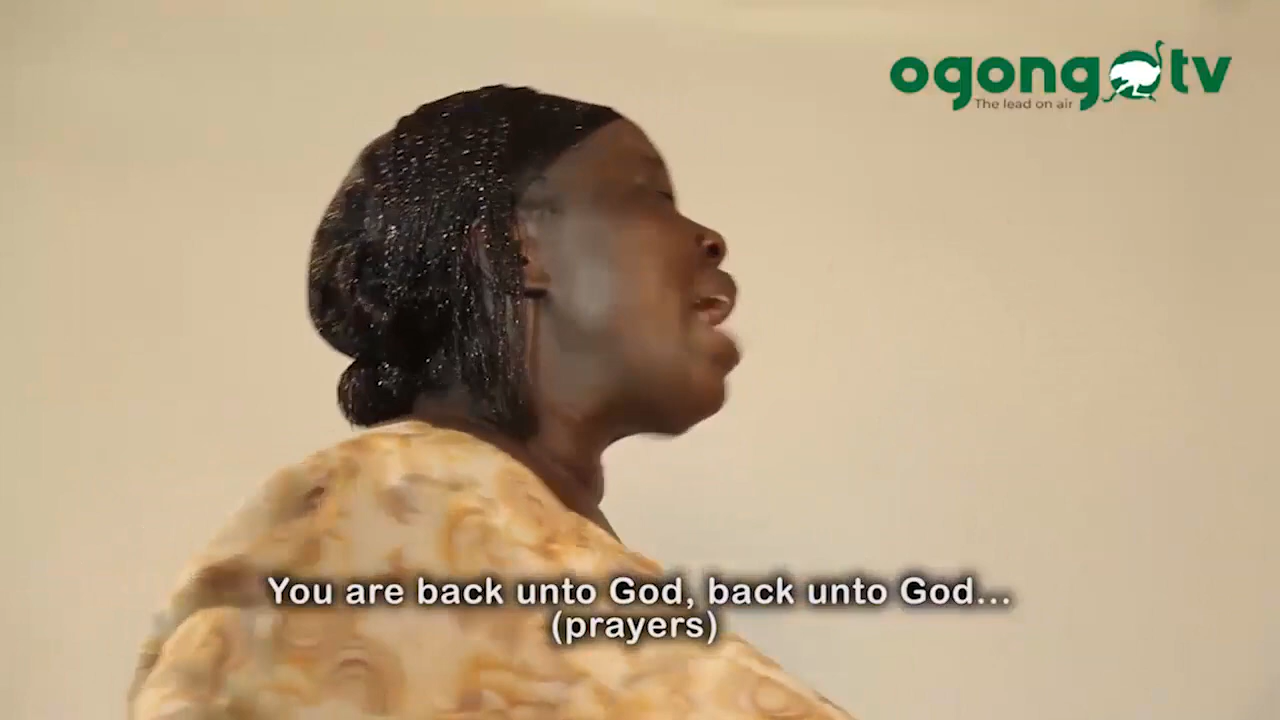 ogong tv
The lead on air
You are back unto God, back unto God...
(prayers)